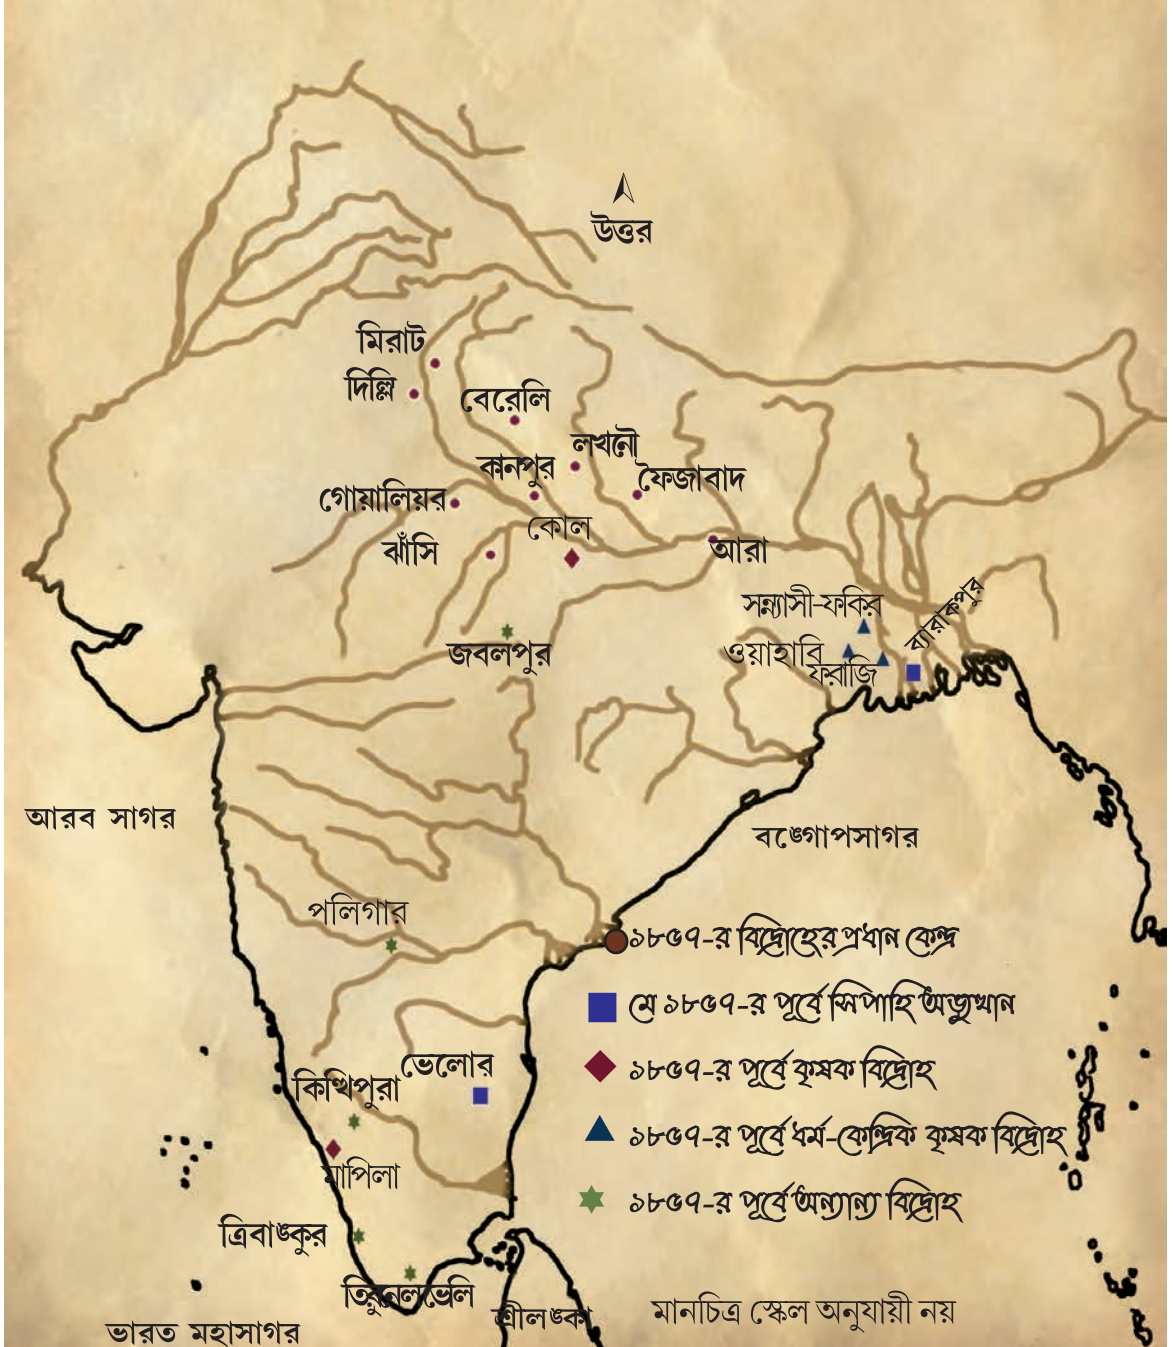 উত্তর
মিরাট
দিল্লি
বেরেলি
লখনৌ
কানপুর
ফৈজাবাদ
গোয়ালিয়র
কোল
ঝাঁসি
আরা
সন্ন্যাসী-ফকির
ব্যারাকপুর
ওয়াহাবি
ফরাজি
জবলপুর
আরব সাগর
বঙ্গোপসাগর
পলিগার
১৮৫৭-র বিদ্রোহের প্রধান কেন্দ্র
মে ১৮৫৭-র পূর্বে সিপাহি অভ্যুত্থান
ভেলোর
১৮৫৭-র পূর্বে কৃষক বিদ্রোহ
কিত্থিপুরা
১৮৫৭-র পূর্বে ধর্ম-কেন্দ্রিক কৃষক বিদ্রোহ
মাপিলা
১৮৫৭-র পূর্বে অন্যান্য বিদ্রোহ
ত্রিবাঙ্কুর
তিরুনেলভেলি
শ্রীলঙ্কা
মানচিত্র স্কেল অনুযায়ী নয়
ভারত মহাসাগর